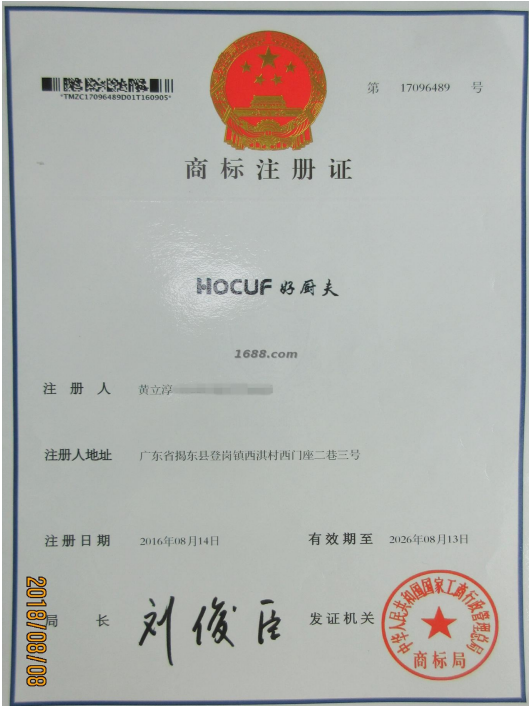 *TMZC17096489D01T160905*
第 17096489 号
商标注册证
HOCUF 好厨夫
1688.com
注 册 人 黄立淳
注册人地址 广东省揭东县登岗镇西淇村西门座二巷三号
注册日期 2016年08月14日 有效期至 2026年08月13日
局 长 刘俊臣 发证机关
中华人民共和国国家工商行政管理总局
商标局
2018/08/08